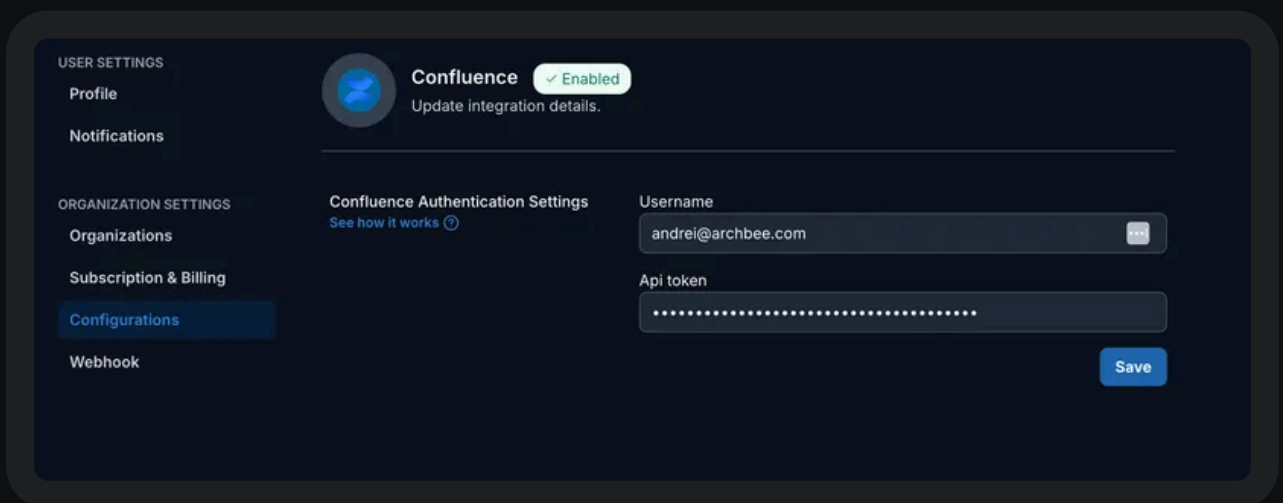 USER SETTINGS
Profile
Notifications
ORGANIZATION SETTINGS
Organizations
Subscription & Billing
Configurations
Webhook
Confluence
✓ Enabled
Update integration details.
Confluence Authentication Settings
See how it works ?
Username
andrei@archbee.com
Api token
••••••••••••••••••••••••••••••••••••••
Save